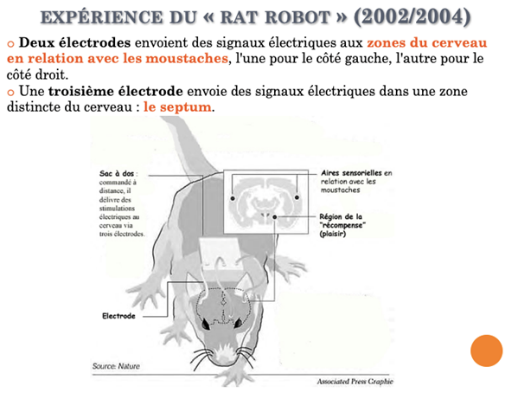 EXPÉRIENCE DU « RAT ROBOT » (2002/2004)
Deux électrodes envoient des signaux électriques aux zones du cerveau
en relation avec les moustaches, l'une pour le côté gauche, l'autre pour le
côté droit.
Une troisième électrode envoie des signaux électriques dans une zone
distincte du cerveau : le septum.
Sac à dos :
commandé à
distance, il
délivre des
stimulations
électriques au
cerveau via
trois électrodes.
Aires sensorielles en
relation avec les
moustaches
Région de la
"récompense"
(plaisir)
Electrode
Source: Nature
Associated Press Graphic